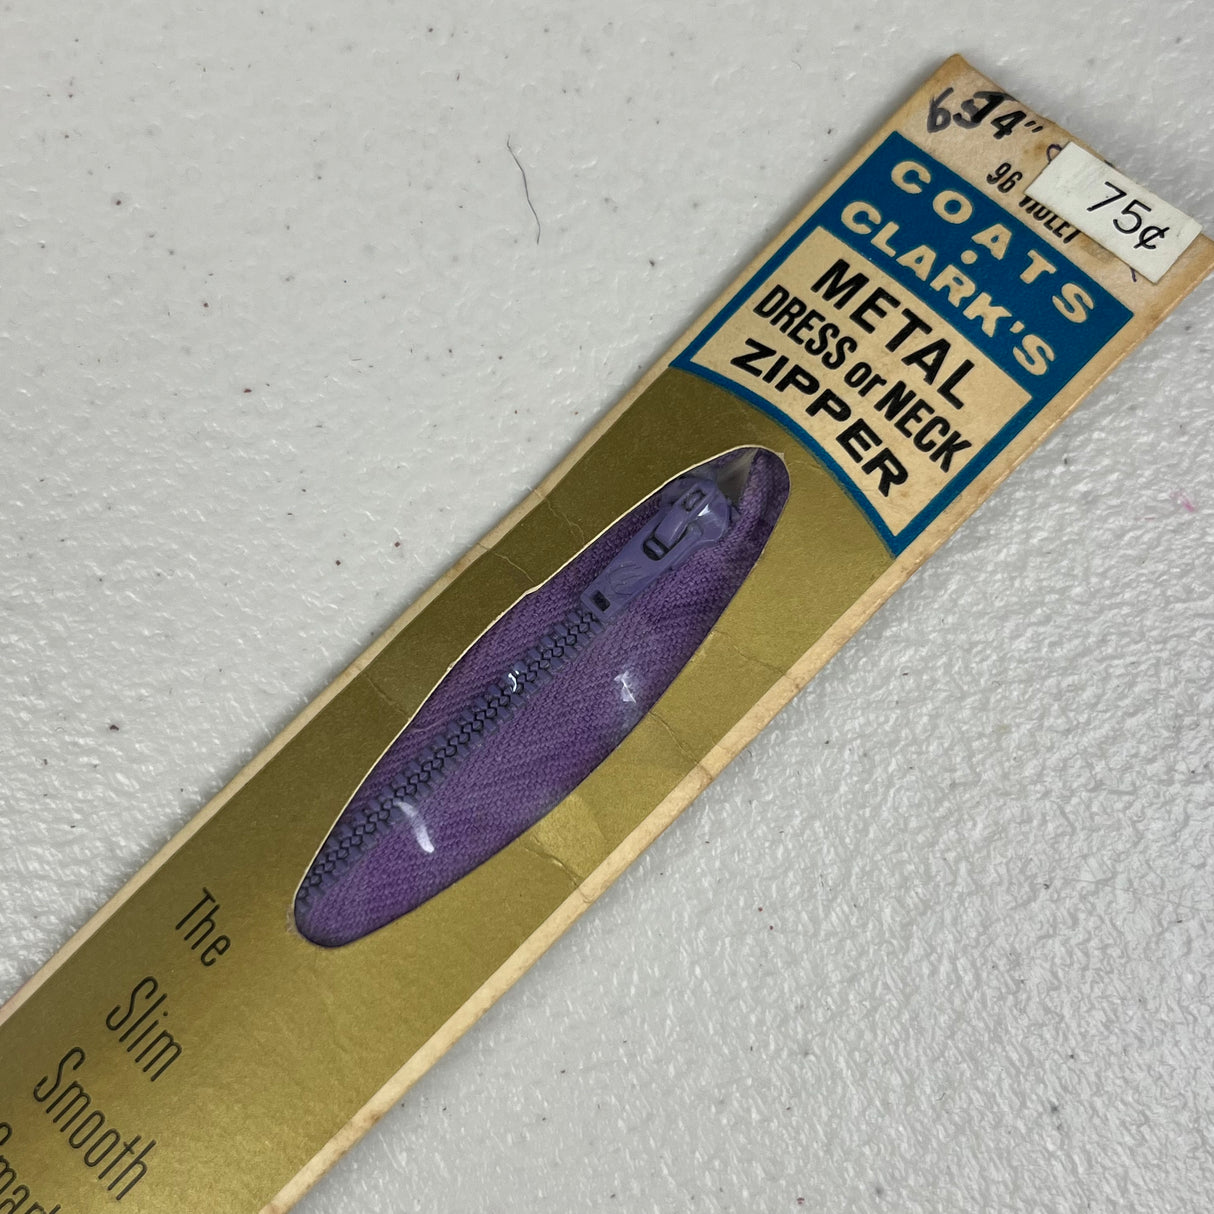 14"
96 VIOLET
75¢
COATS
CLARK'S
METAL
DRESS or NECK
ZIPPER
The
Slim
Smooth